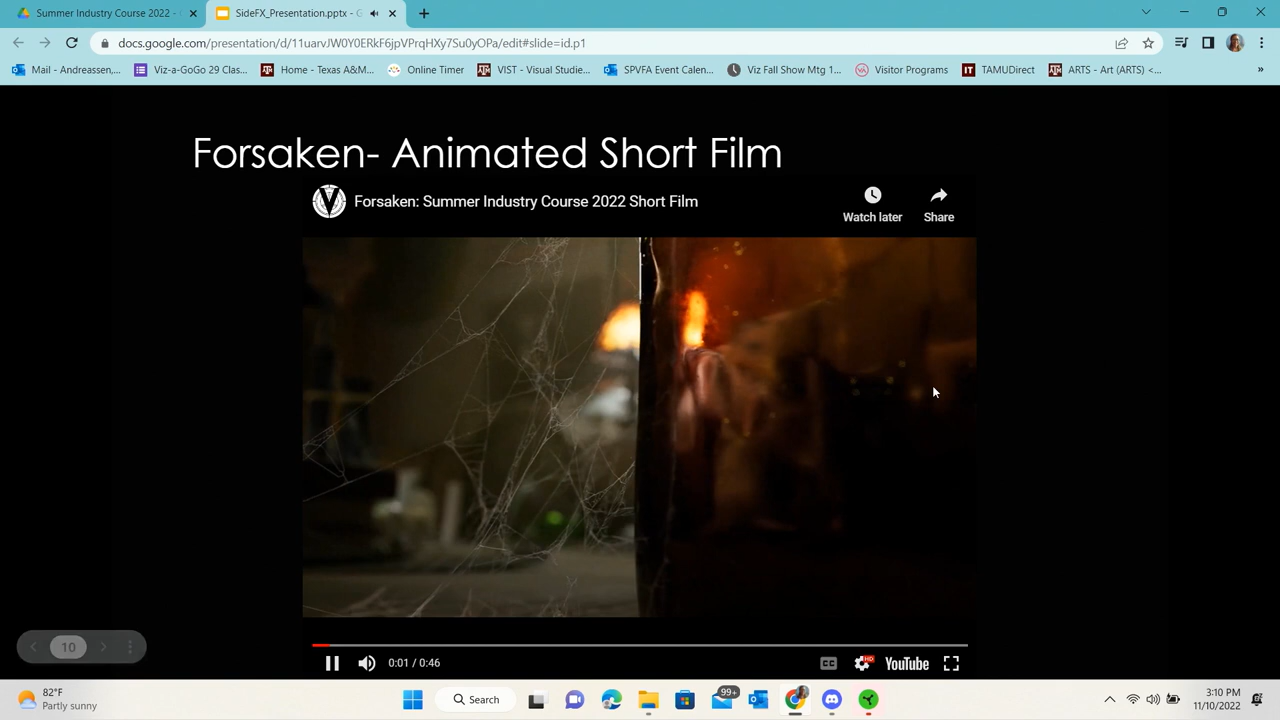 Summer Industry Course 2022 -
SideFX_Presentation.pptx - G
docs.google.com/presentation/d/11uarvJW0Y0ERkF6jpVPrqHXy7Su0yOPa/edit#slide=id.p1
Mail - Andreassen,...
Viz-a-GoGo 29 Clas...
Home - Texas A&M...
Online Timer
VIST - Visual Studie...
SPVFA Event Calen...
Viz Fall Show Mtg 1...
Visitor Programs
IT
TAMUDirect
ARTS - Art (ARTS) <...
»
Forsaken- Animated Short Film
Forsaken: Summer Industry Course 2022 Short Film
Watch later
Share
10
0:01 / 0:46
CC
HD
YouTube
82°F
Partly sunny
Search
99+
3:10 PM
11/10/2022